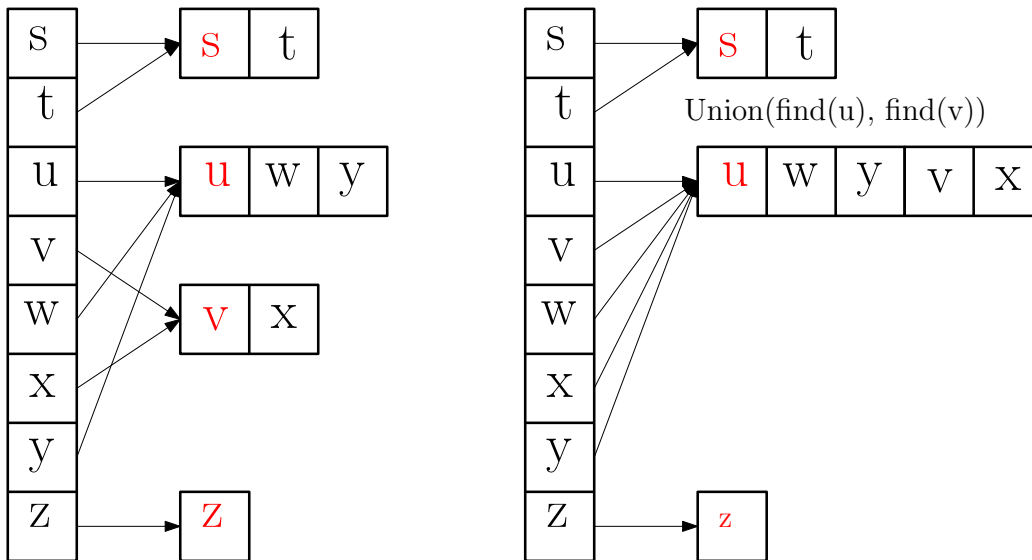 s s t
t
u u w y
v
w v x
x
y
z z
s s t
t Union(find(u), find(v))
u u w y v x
v
w
x
y
z z